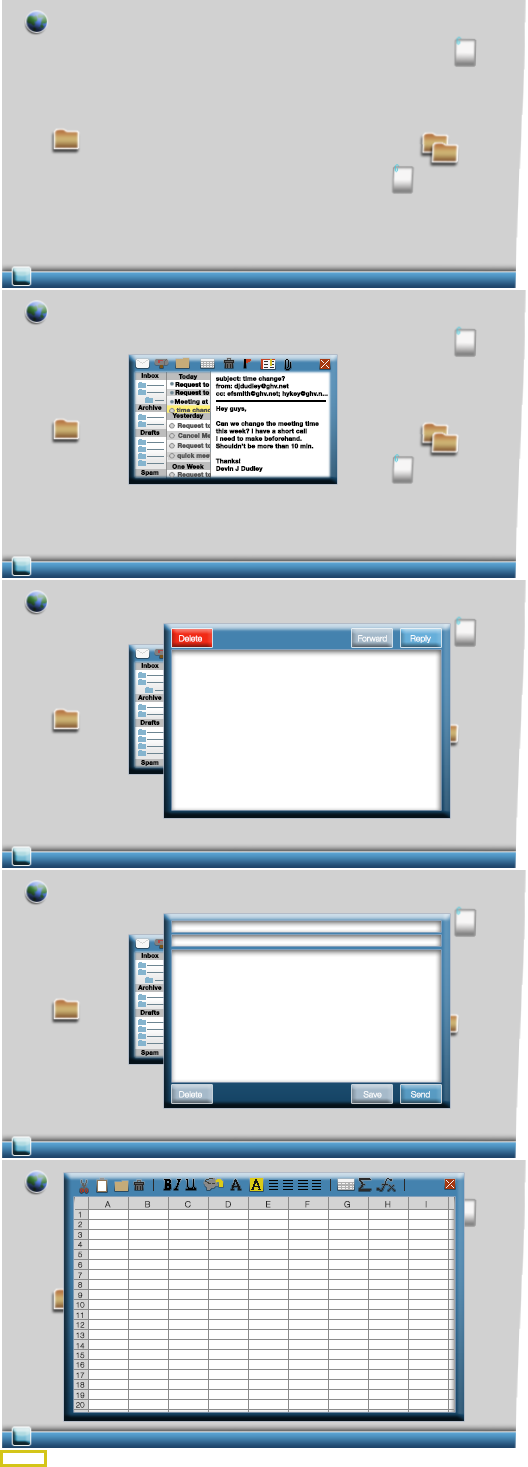 Inbox
Archive
Drafts
Spam
Today
Request to
Request to
Meeting at
time chang
Yesterday
Request to
Cancel Me
Request to
quick mee
One Week
Request to
subject: time change?
from: djdudley@ghv.net
cc: efsmith@ghv.net; hykey@ghv.n...
Hey guys,
Can we change the meeting time
this week? I have a short call
I need to make beforehand.
Shouldn't be more than 10 min.
Thanks!
Devin J Dudley
Delete
Forward
Reply
Inbox
Archive
Drafts
Spam
Inbox
Archive
Drafts
Spam
Delete
Save
Send
B I U A A Σ fx
A B C D E F G H I
1
2
3
4
5
6
7
8
9
10
11
12
13
14
15
16
17
18
19
20